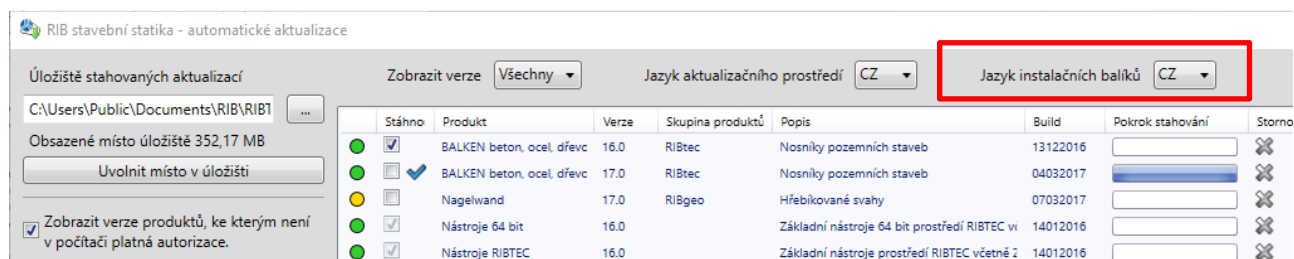 RIB stavební statika - automatické aktualizace
Úložiště stahovaných aktualizací
Zobrazit verze Všechny Jazyk aktualizačního prostředí CZ Jazyk instalačních balíků CZ
C:\Users\Public\Documents\RIB\RIBT ...
Obsazené místo úložiště 352,17 MB
Uvolnit místo v úložišti
Zobrazit verze produktů, ke kterým není
v počítači platná autorizace.
Stáhno Produkt Verze Skupina produktů Popis Build Pokrok stahování Storno
BALKEN beton, ocel, dřevo 16.0 RIBtec Nosníky pozemních staveb 13122016
BALKEN beton, ocel, dřevo 17.0 RIBtec Nosníky pozemních staveb 04032017
Nagelwand 17.0 RIBgeo Hřebíkované svahy 07032017
Nástroje 64 bit 16.0 Základní nástroje 64 bit prostředí RIBTEC vč 14012016
Nástroje RIBTEC 16.0 Základní nástroje prostředí RIBTEC včetně 14012016